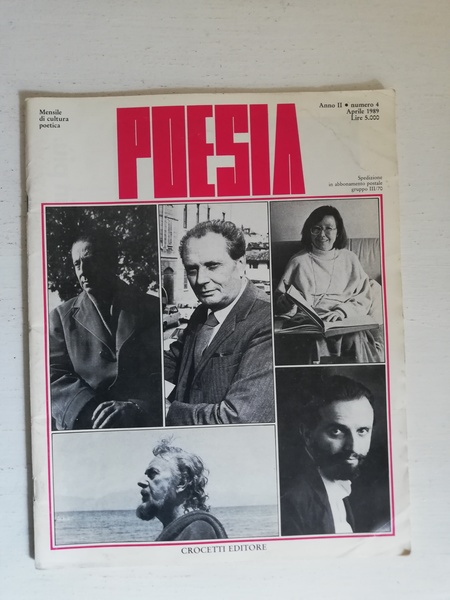 Mensile
di cultura
poetica
POESIA
Anno II • numero 4
Aprile 1989
Lire 5.000
Spedizione
in abbonamento postale
gruppo III/70
CROCETTI EDITORE